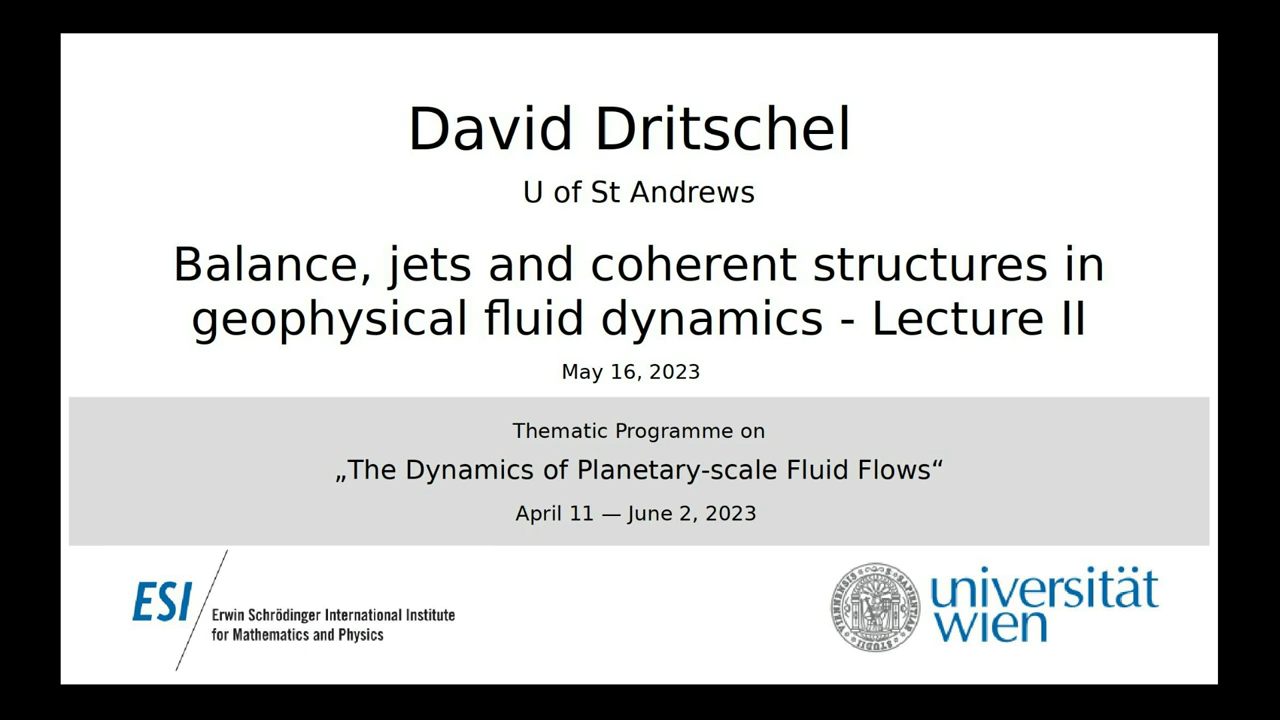 David Dritschel
U of St Andrews
Balance, jets and coherent structures in
geophysical fluid dynamics - Lecture II
May 16, 2023
Thematic Programme on
„The Dynamics of Planetary-scale Fluid Flows“
April 11 — June 2, 2023
ESI
Erwin Schrödinger International Institute
for Mathematics and Physics
universität
wien